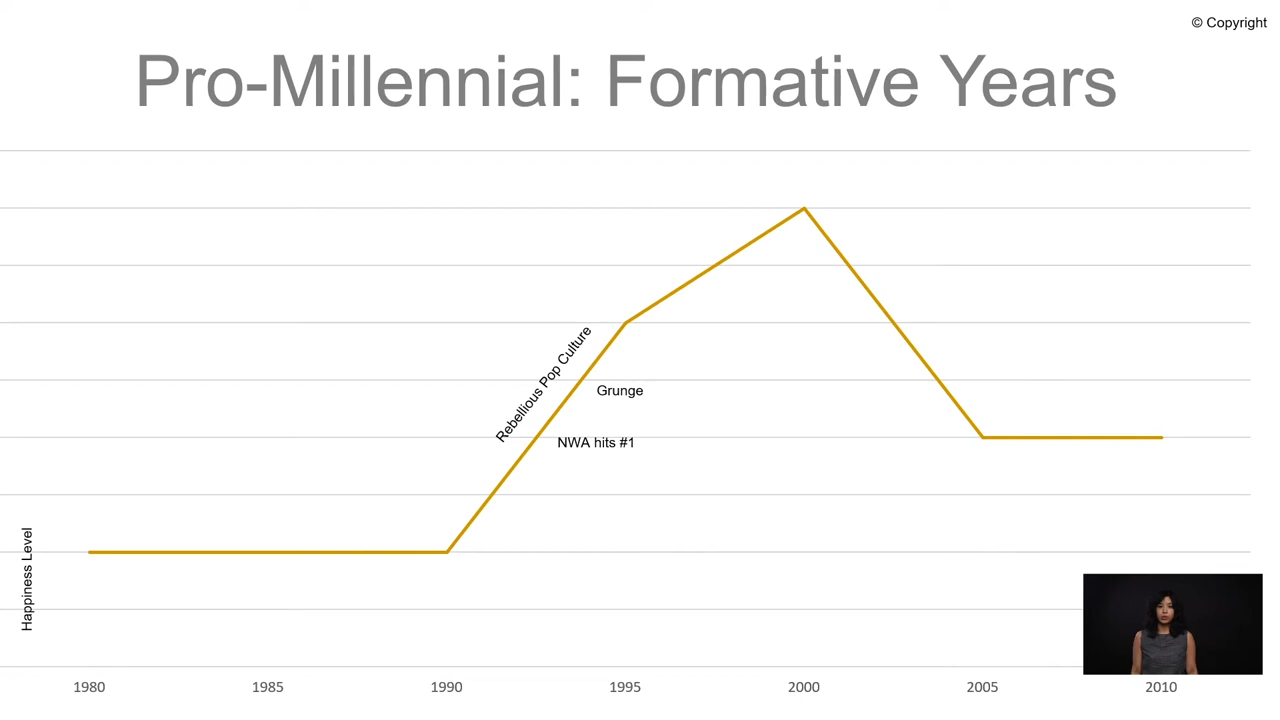 © Copyright
Pro-Millennial: Formative Years
Rebellious Pop Culture
Grunge
NWA hits #1
Happiness Level
1980
1985
1990
1995
2000
2005
2010